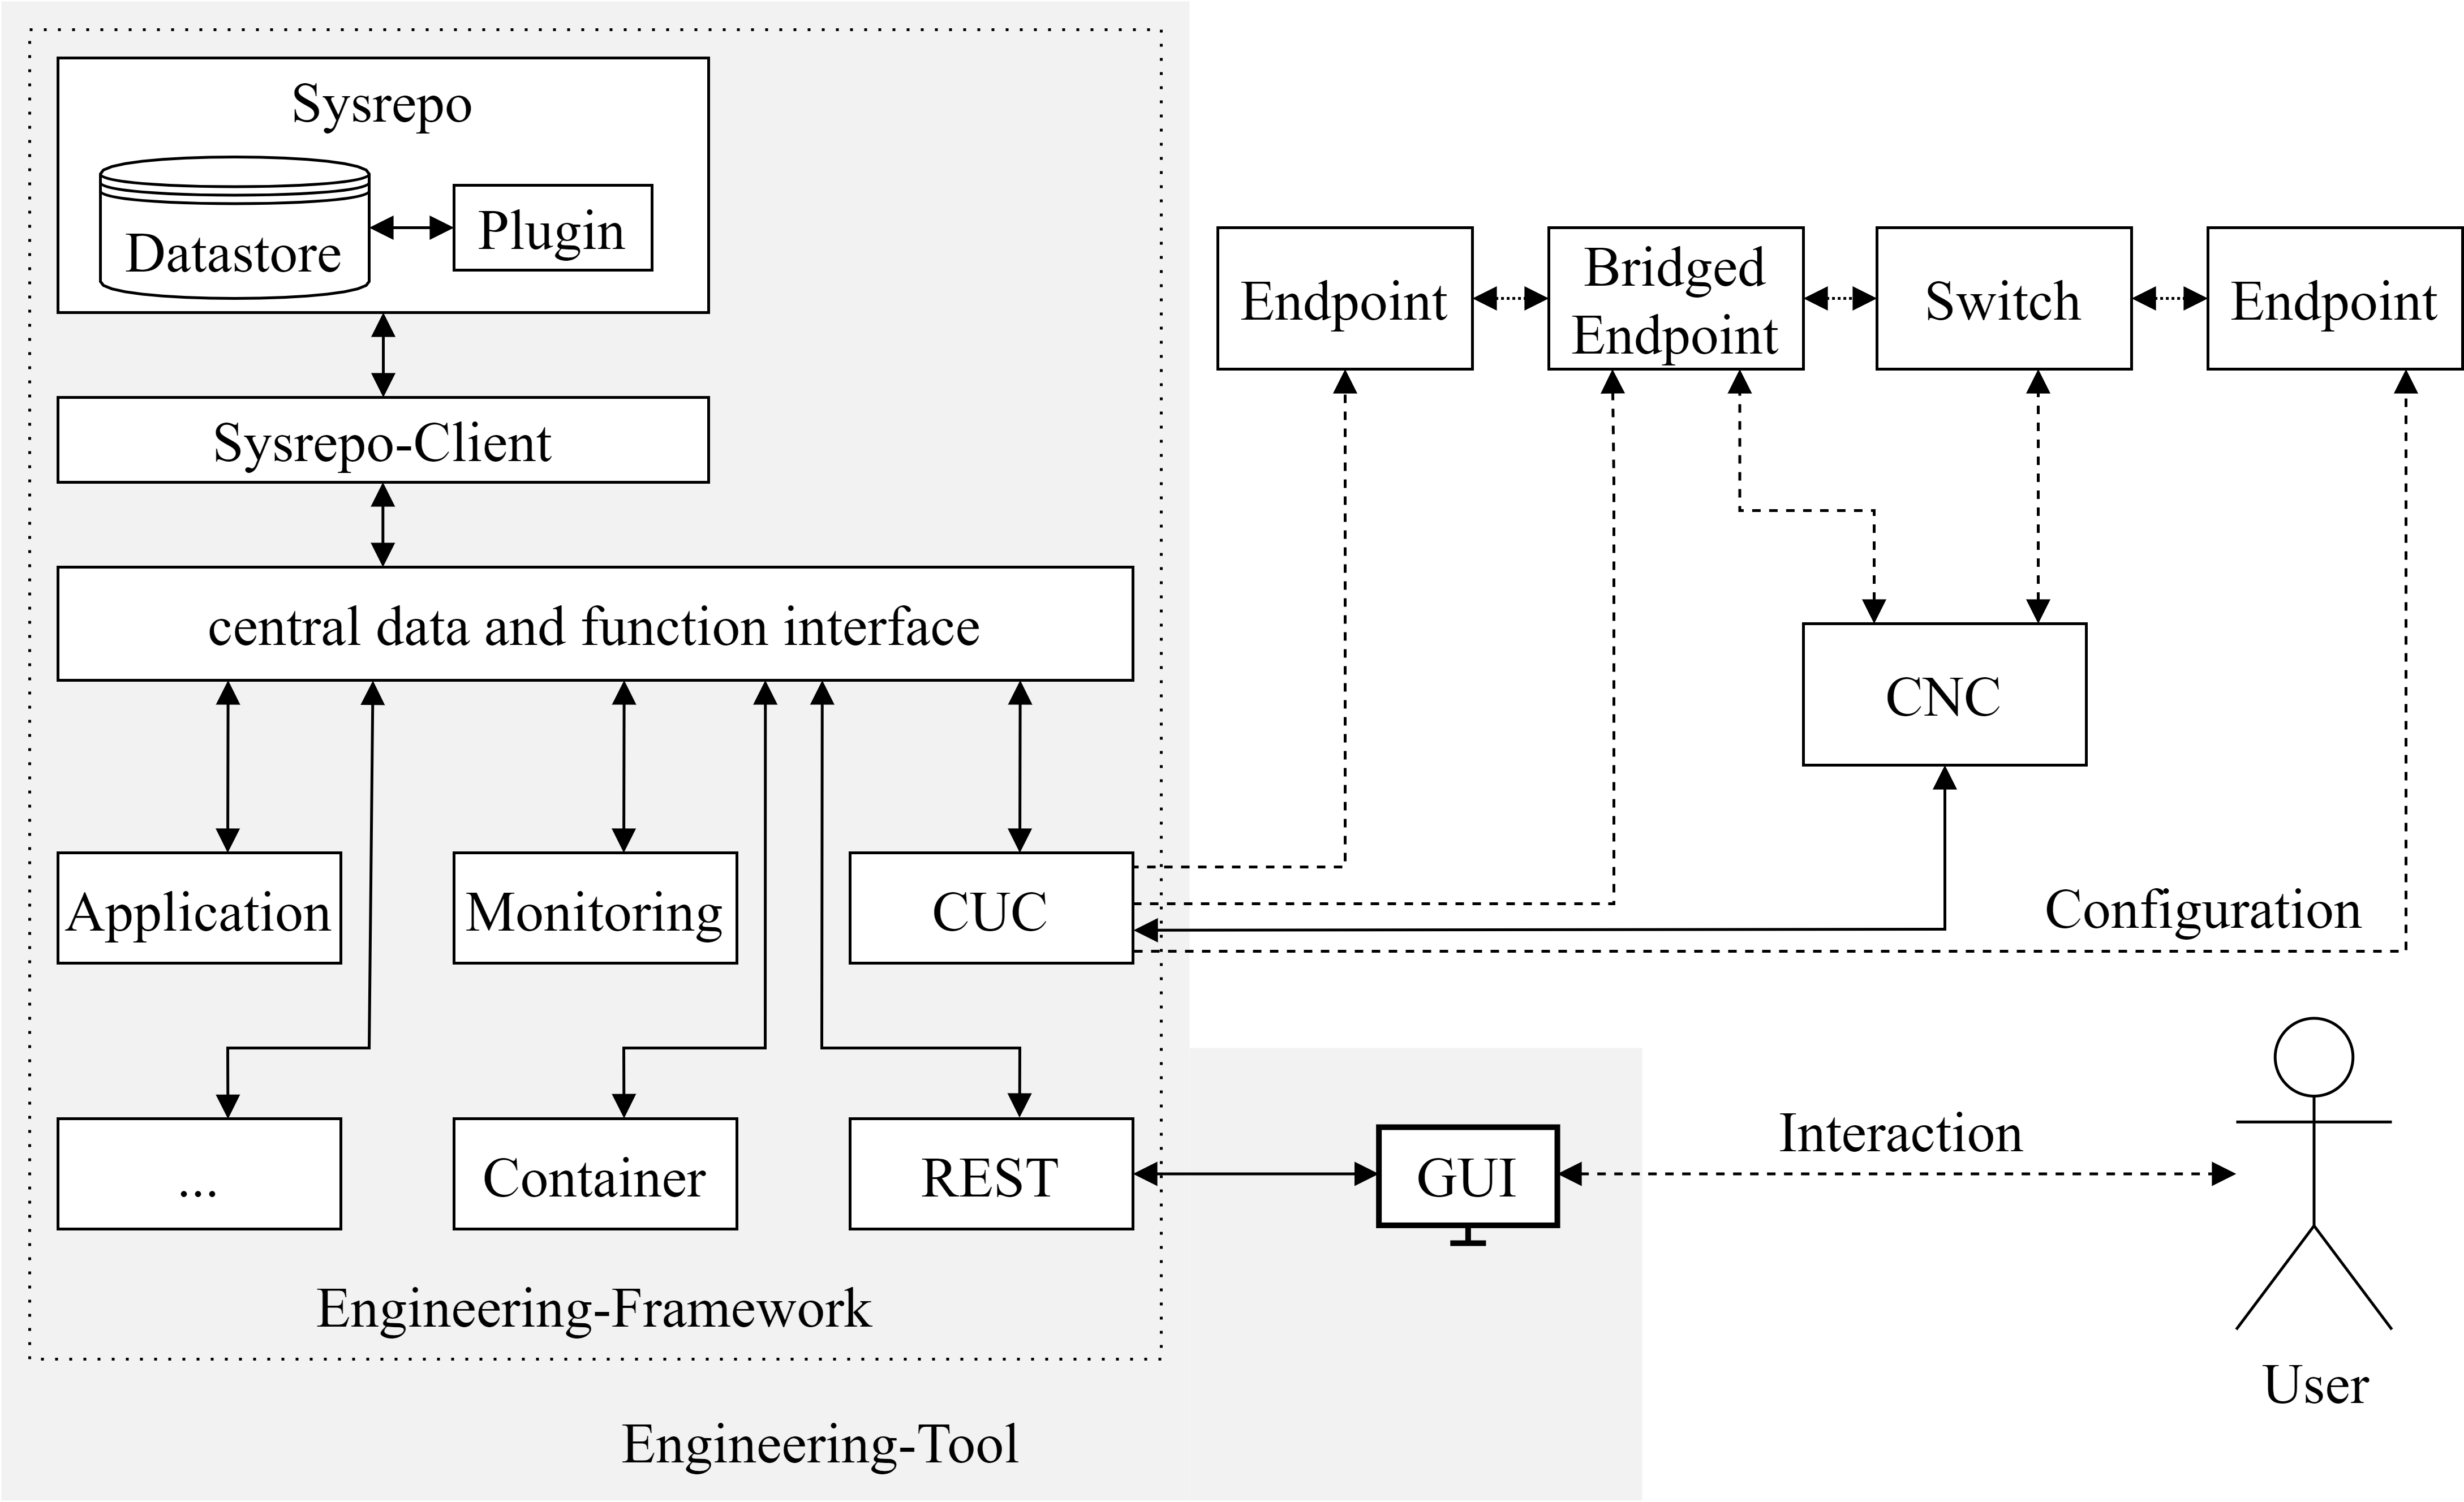 Sysrepo
Datastore
Plugin
Sysrepo-Client
central data and function interface
Application
Monitoring
CUC
...
Container
REST
Engineering-Framework
Engineering-Tool
Endpoint
Bridged
Endpoint
Switch
Endpoint
CNC
Configuration
GUI
Interaction
User